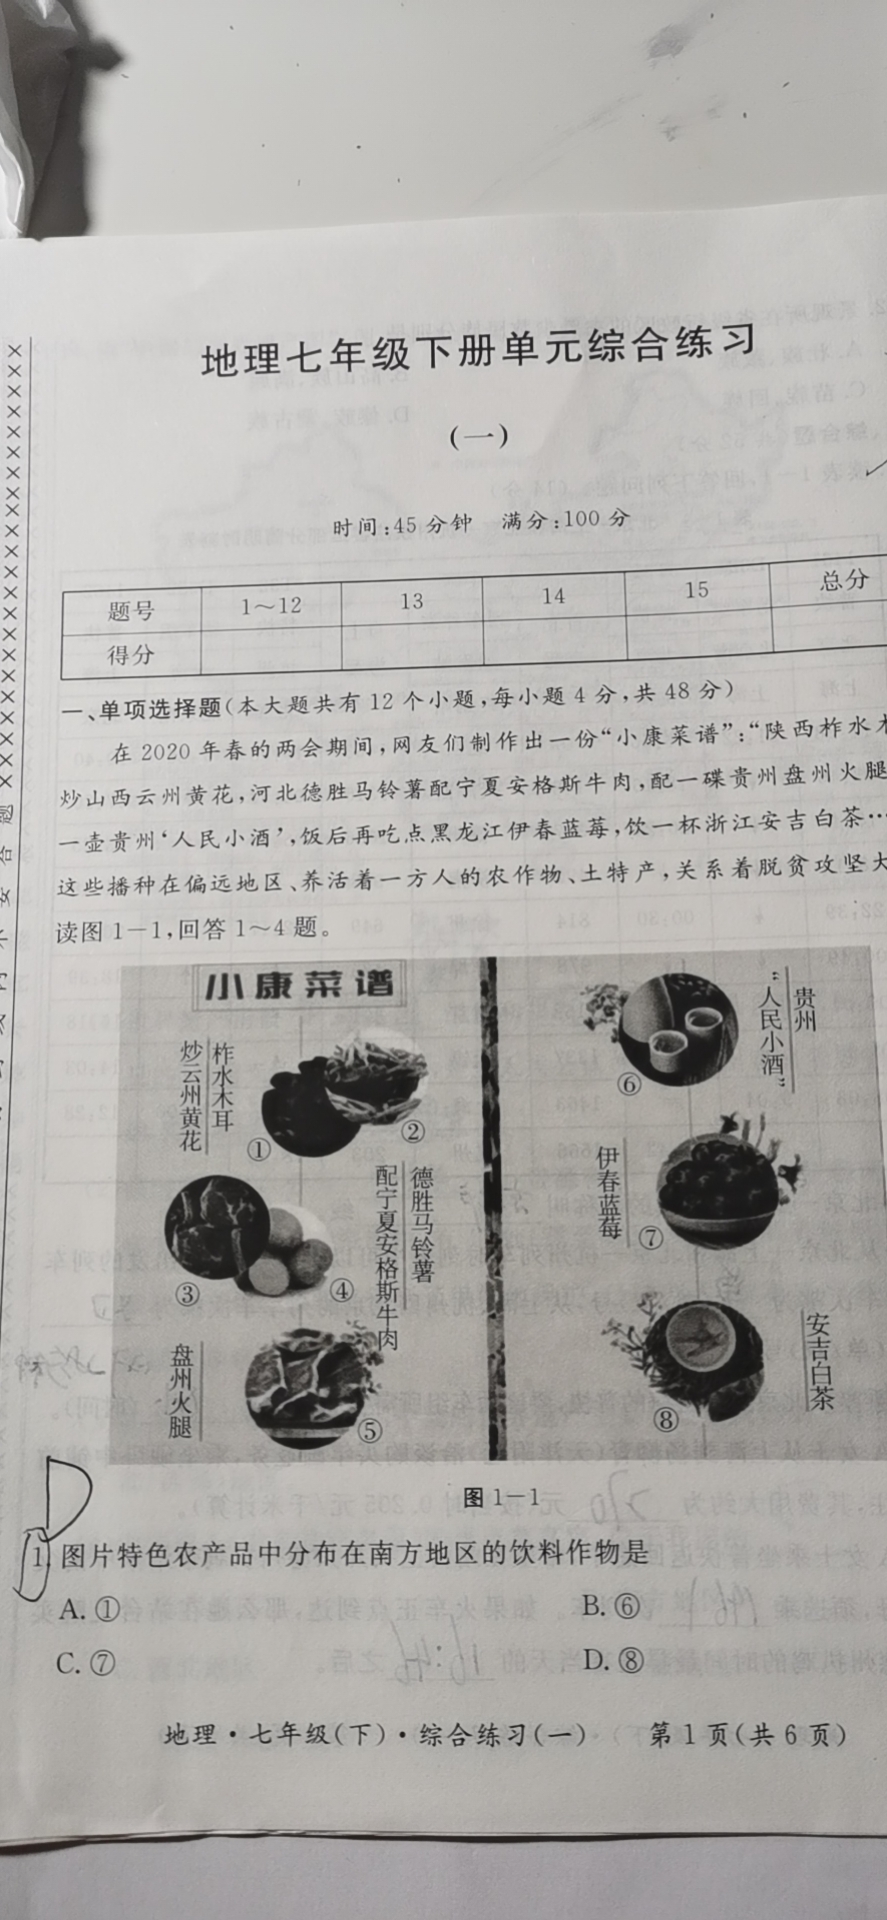 地理七年级下册单元综合练习
(一)
时间:45分钟 满分:100分
题号 1～12 13 14 15 总分
得分
一、单项选择题(本大题共有12个小题,每小题4分,共48分)
在2020年春的两会期间,网友们制作出一份“小康菜谱”:“陕西柞水木
炒山西云州黄花,河北德胜马铃薯配宁夏安格斯牛肉,配一碟贵州盘州火腿
一壶贵州‘人民小酒’,饭后再吃点黑龙江伊春蓝莓,饮一杯浙江安吉白茶…
这些播种在偏远地区、养活着一方人的农作物、土特产,关系着脱贫攻坚大
读图1-1,回答1～4题。
小康菜谱
柞水木耳
炒云州黄花
①
②
德胜马铃薯
配宁夏安格斯牛肉
③
④
盘州火腿
⑤
贵州
“人民小酒”
⑥
伊春蓝莓
⑦
安吉白茶
⑧
图1-1
D
1.图片特色农产品中分布在南方地区的饮料作物是
A.① B.⑥
C.⑦ D.⑧
地理·七年级(下)·综合练习(一) 第1页(共6页)